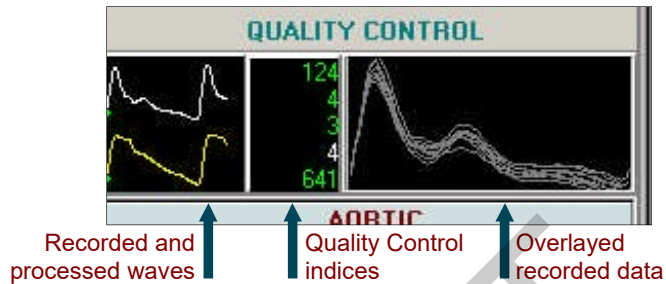 QUALITY CONTROL
124
4
3
4
641
AORTIC
Recorded and
processed waves
Quality Control
indices
Overlayed
recorded data